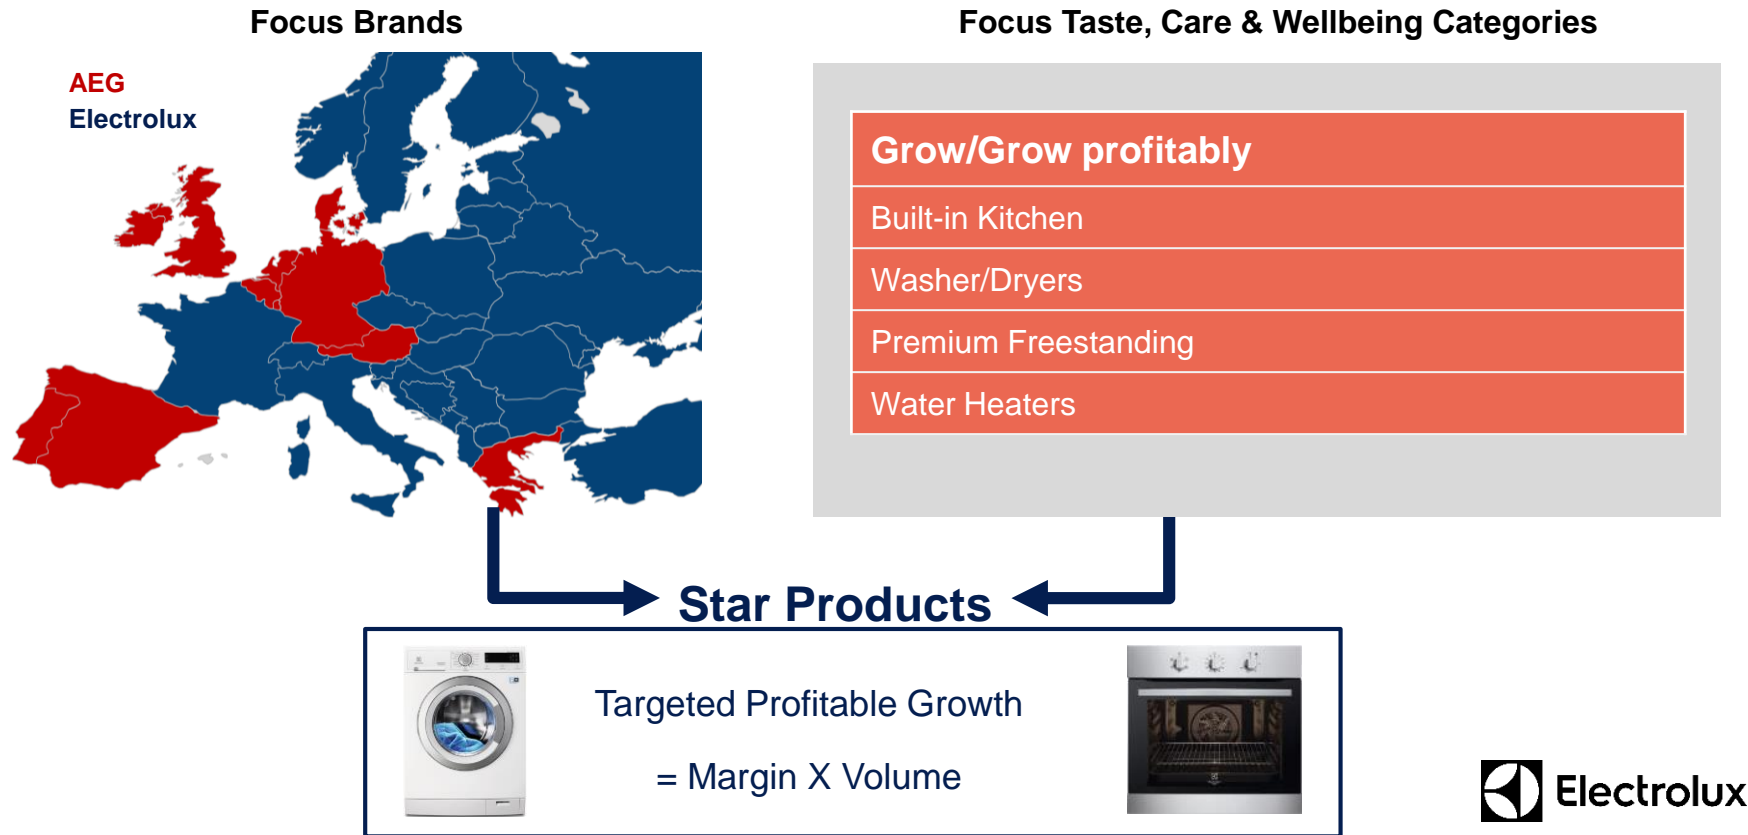 Focus Brands
Focus Taste, Care & Wellbeing Categories
AEG
Electrolux
Grow/Grow profitably
Built-in Kitchen
Washer/Dryers
Premium Freestanding
Water Heaters
Star Products
Targeted Profitable Growth
= Margin X Volume
Electrolux